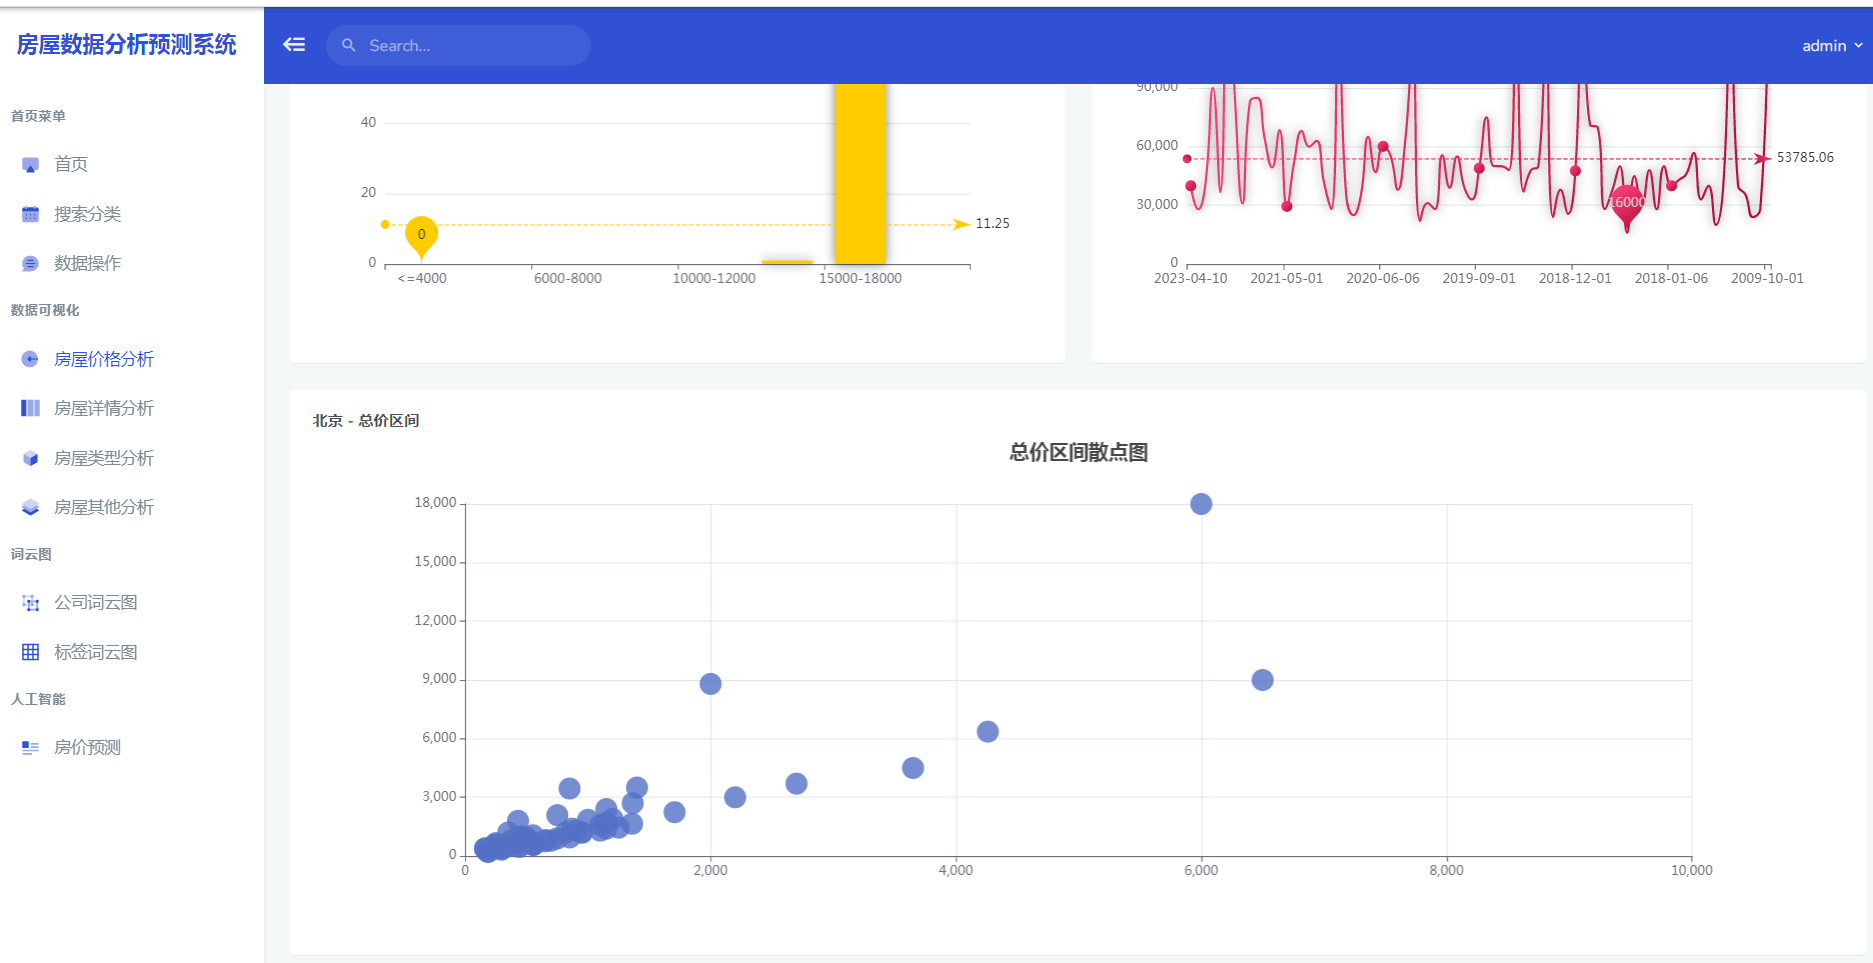 房屋数据分析预测系统
Search...
admin
首页菜单
首页
搜索分类
数据操作
数据可视化
房屋价格分析
房屋详情分析
房屋类型分析
房屋其他分析
词云图
公司词云图
标签词云图
人工智能
房价预测
40
20
0
0
11.25
<=4000
6000-8000
10000-12000
15000-18000
90,000
60,000
30,000
0
53785.06
16000
2023-04-10
2021-05-01
2020-06-06
2019-09-01
2018-12-01
2018-01-06
2009-10-01
北京 - 总价区间
总价区间散点图
18,000
15,000
12,000
9,000
6,000
3,000
0
0
2,000
4,000
6,000
8,000
10,000